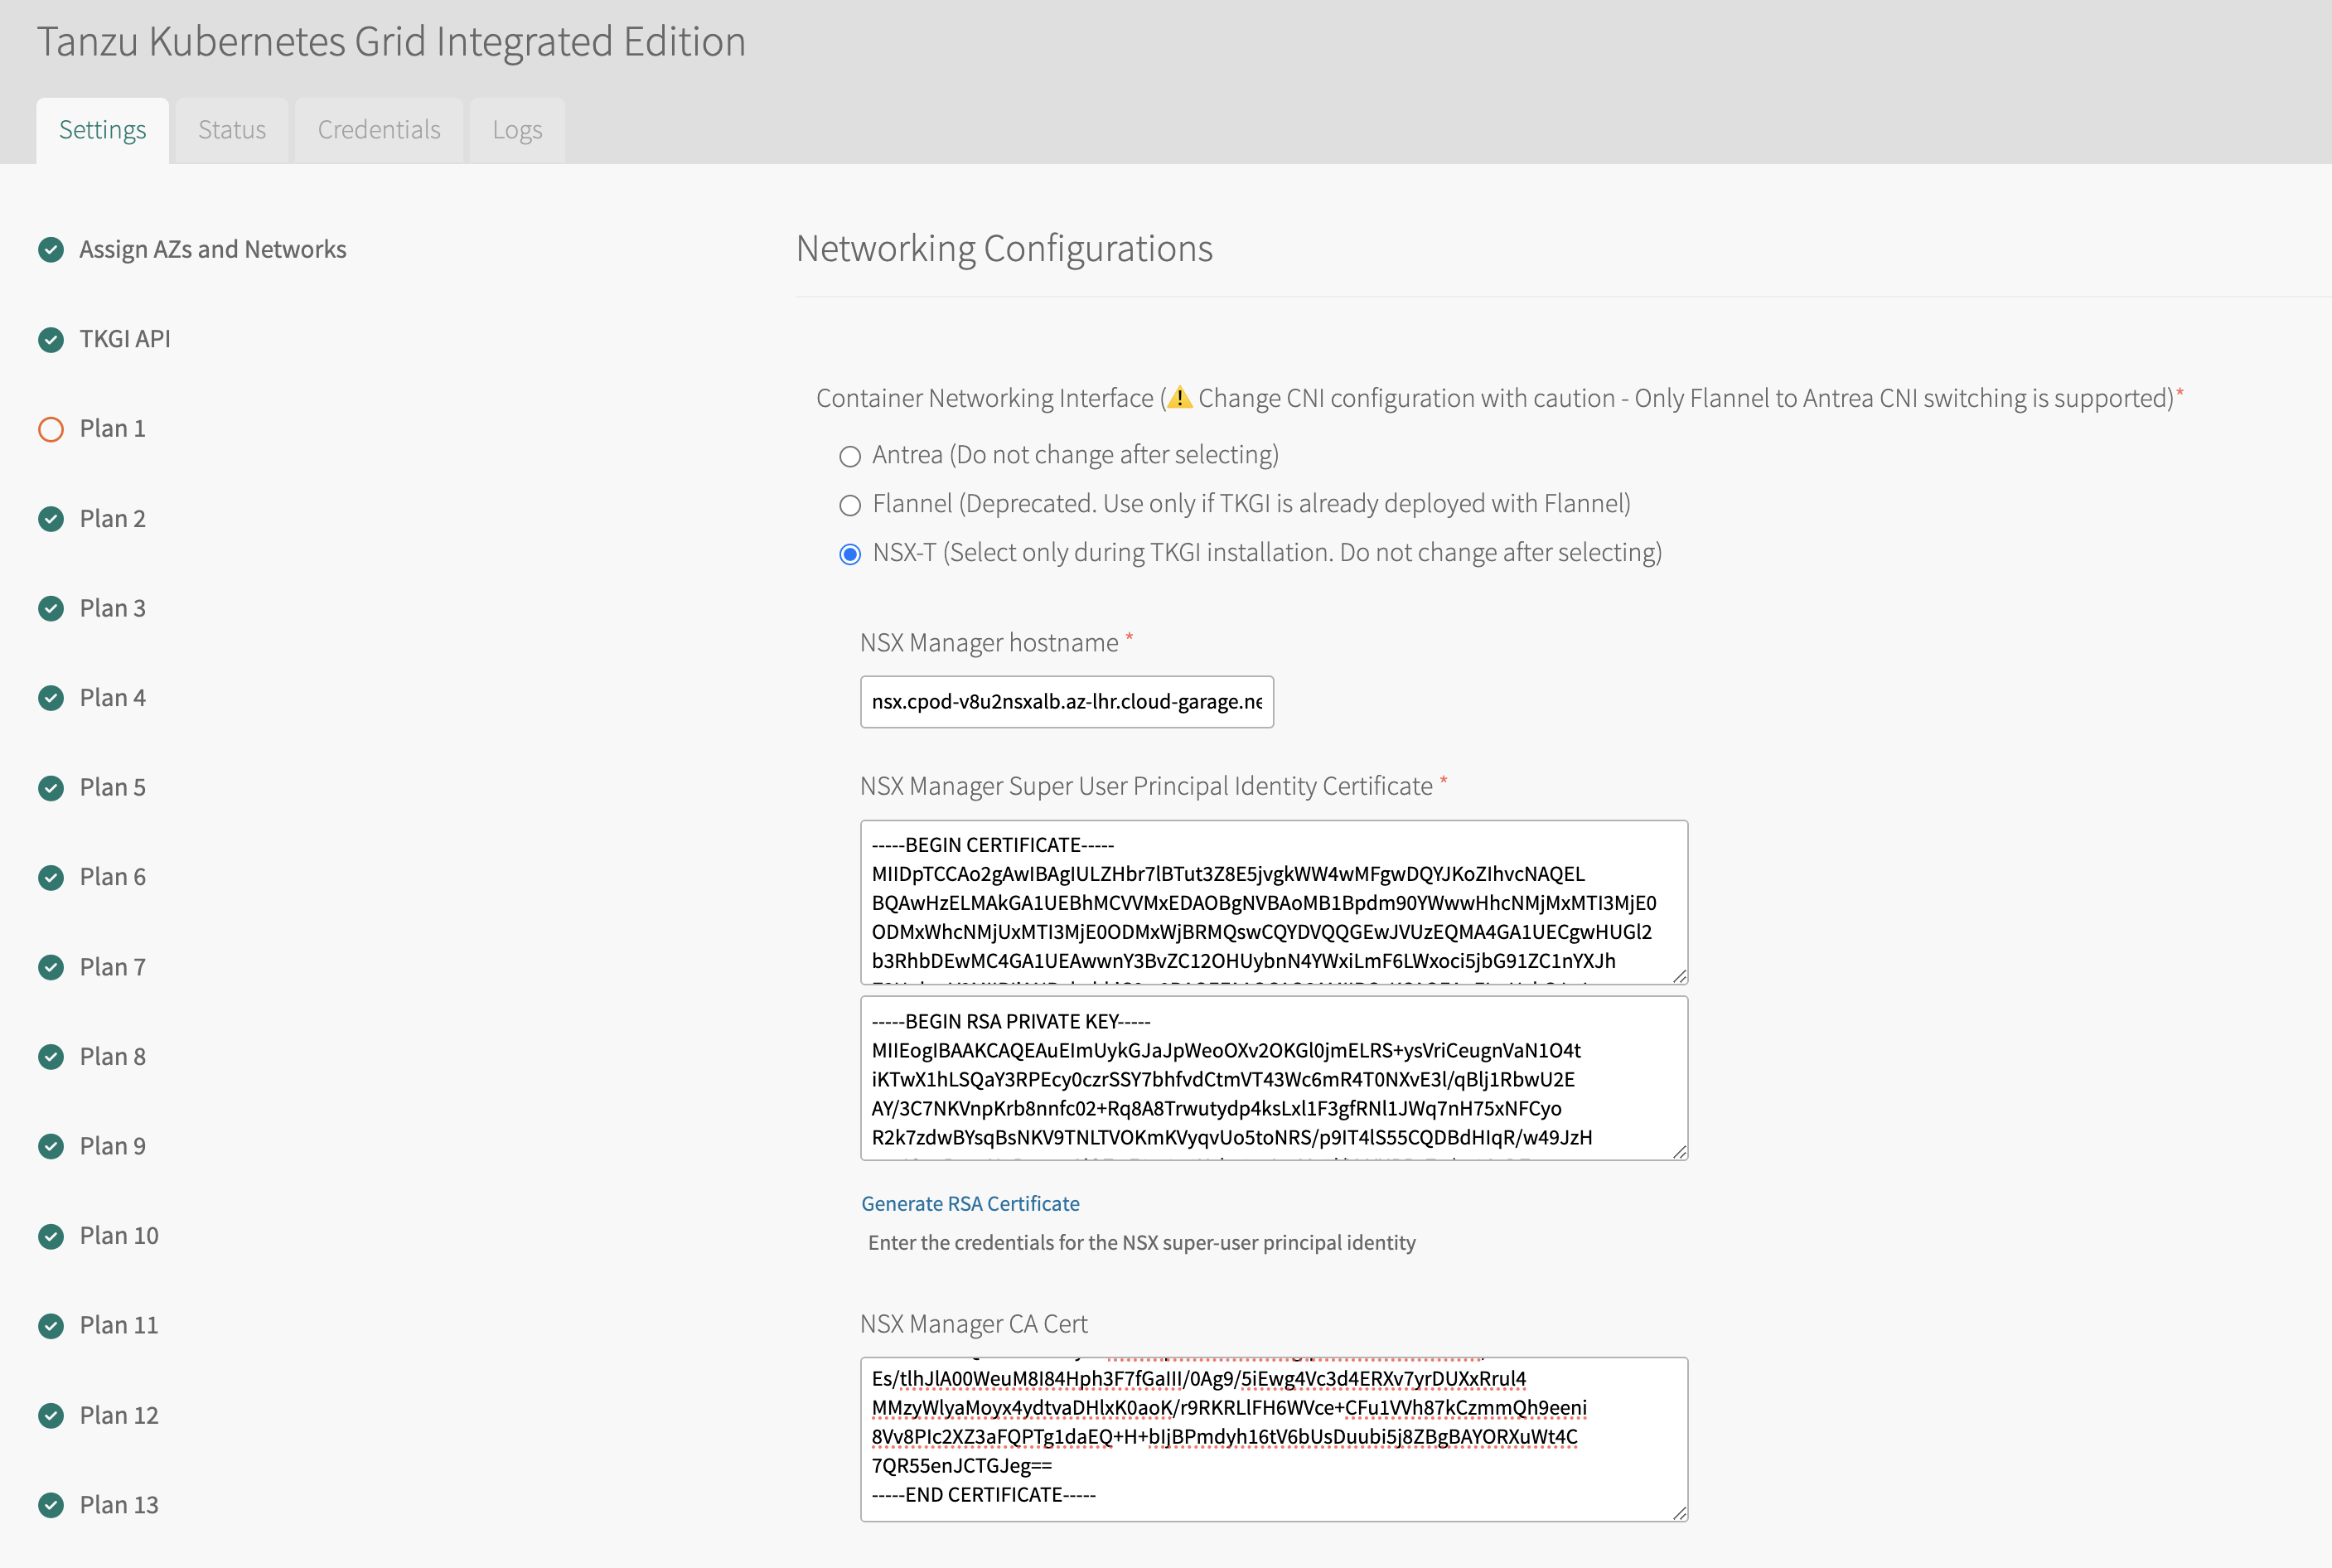 Tanzu Kubernetes Grid Integrated Edition
Settings
Status
Credentials
Logs
Assign AZs and Networks
TKGI API
Plan 1
Plan 2
Plan 3
Plan 4
Plan 5
Plan 6
Plan 7
Plan 8
Plan 9
Plan 10
Plan 11
Plan 12
Plan 13
Networking Configurations
Container Networking Interface (⚠ Change CNI configuration with caution - Only Flannel to Antrea CNI switching is supported)*
Antrea (Do not change after selecting)
Flannel (Deprecated. Use only if TKGI is already deployed with Flannel)
NSX-T (Select only during TKGI installation. Do not change after selecting)
NSX Manager hostname *
nsx.cpod-v8u2nsxalb.az-lhr.cloud-garage.ne
NSX Manager Super User Principal Identity Certificate *
-----BEGIN CERTIFICATE-----
MIIDpTCCAo2gAwIBAgIULZHbr7lBTut3Z8E5jvgkWW4wMFgwDQYJKoZIhvcNAQEL
BQAwHzELMAkGA1UEBhMCVVMxEDAOBgNVBAoMB1Bpdm90YWwwHhcNMjMxMTI3MjE0
ODMxWhcNMjUxMTI3MjE0ODMxWjBRMQswCQYDVQQGEwJVUzEQMA4GA1UECgwHUGl2
b3RhbDEwMC4GA1UEAwwnY3BvZC12OHUybnN4YWxiLmF6LWxoci5jbG91ZC1nYXJh
-----BEGIN RSA PRIVATE KEY-----
MIIEogIBAAKCAQEAuEImUykGJaJpWeoOXv2OKGl0jmELRS+ysVriCeugnVaN1O4t
iKTwX1hLSQaY3RPEcy0czrSSY7bhfvdCtmVT43Wc6mR4T0NXvE3l/qBlj1RbwU2E
AY/3C7NKVnpKrb8nnfc02+Rq8A8Trwutydp4ksLxl1F3gfRNl1JWq7nH75xNFCyo
R2k7zdwBYsqBsNKV9TNLTVOKmKVyqvUo5toNRS/p9IT4lS55CQDBdHIqR/w49JzH
Generate RSA Certificate
Enter the credentials for the NSX super-user principal identity
NSX Manager CA Cert
Es/tlhJlA00WeuM8I84Hph3F7fGaIII/0Ag9/5iEwg4Vc3d4ERXv7yrDUXxRrul4
MMzyWlyaMoyx4ydtvaDHlxK0aoK/r9RKRLlFH6WVce+CFu1VVh87kCzmmQh9eeni
8Vv8PIc2XZ3aFQPTg1daEQ+H+bIjBPmdyh16tV6bUsDuubi5j8ZBgBAYORXuWt4C
7QR55enJCTGJeg==
-----END CERTIFICATE-----